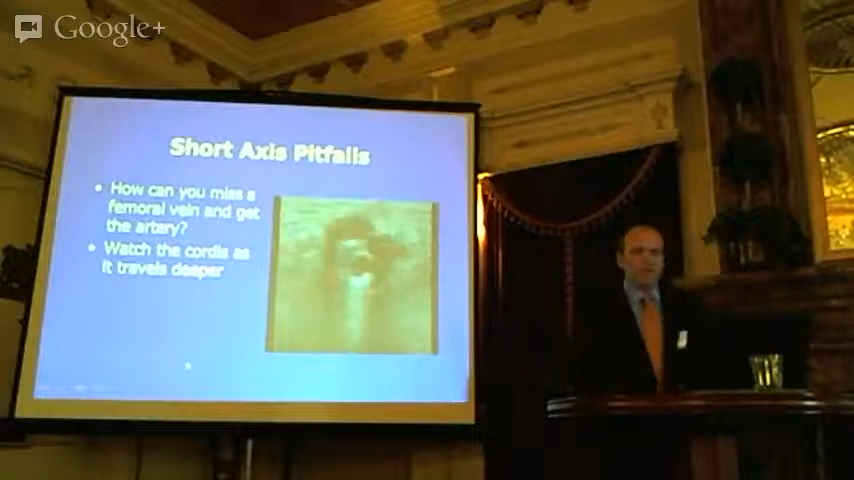 Google+
Short Axis Pitfalls
• How can you miss a
femoral vein and get
the artery?
• Watch the cordis as
it travels deeper